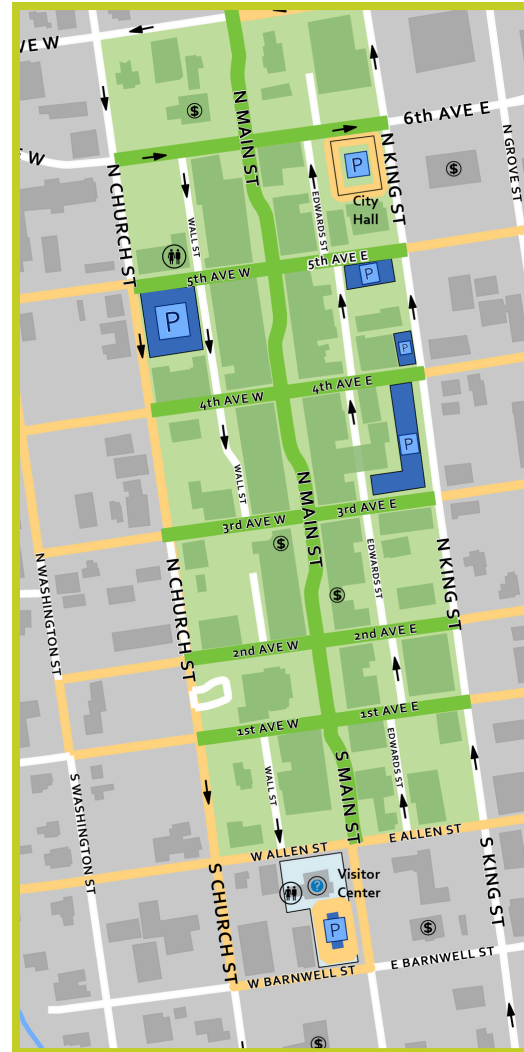 VE W
6th AVE E
N MAIN ST
N GROVE ST
$
$
P
E W
N CHURCH ST
N KING ST
City
Hall
WALL ST
EDWARDS ST
5th AVE W
5th AVE E
P
P
P
4th AVE W
4th AVE E
P
WALL ST
N MAIN ST
3rd AVE W
3rd AVE E
$
N WASHINGTON ST
N CHURCH ST
EDWARDS ST
N KING ST
$
2nd AVE W
2nd AVE E
1st AVE W
1st AVE E
WALL ST
S MAIN ST
EDWARDS ST
S WASHINGTON ST
W ALLEN ST
E ALLEN ST
S KING ST
S CHURCH ST
?
Visitor
Center
P
$
W BARNWELL ST
E BARNWELL ST
$